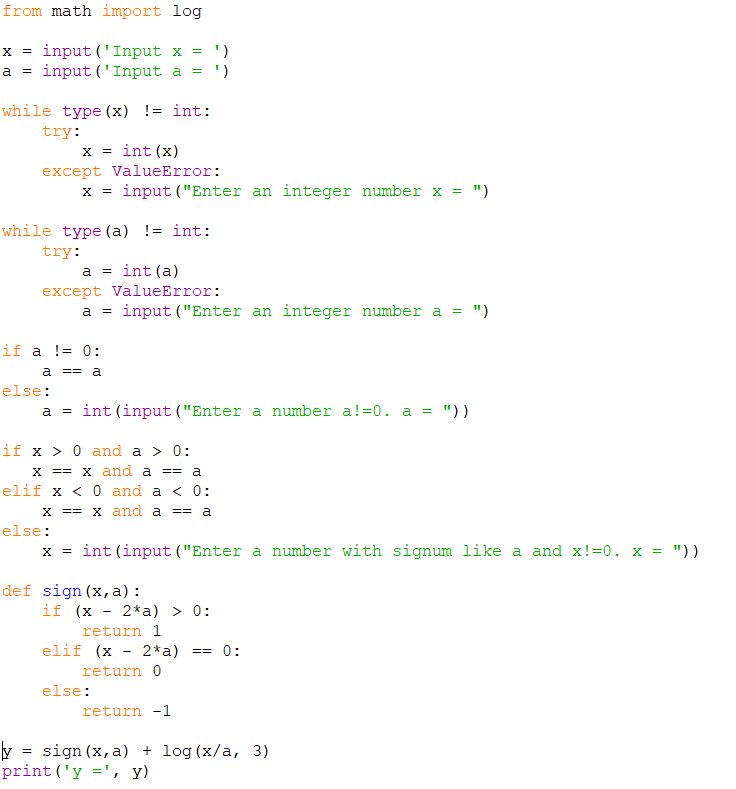 from math import log

x = input('Input x = ')
a = input('Input a = ')

while type(x) != int:
    try:
        x = int(x)
    except ValueError:
        x = input("Enter an integer number x = ")

while type(a) != int:
    try:
        a = int(a)
    except ValueError:
        a = input("Enter an integer number a = ")

if a != 0:
    a == a
else:
    a = int(input("Enter a number a!=0. a = "))

if x > 0 and a > 0:
   x == x and a == a
elif x < 0 and a < 0:
    x == x and a == a
else:
    x = int(input("Enter a number with signum like a and x!=0. x = "))

def sign(x,a):
    if (x - 2*a) > 0:
        return 1
    elif (x - 2*a) == 0:
        return 0
    else:
        return -1

y = sign(x,a) + log(x/a, 3)
print('y =', y)